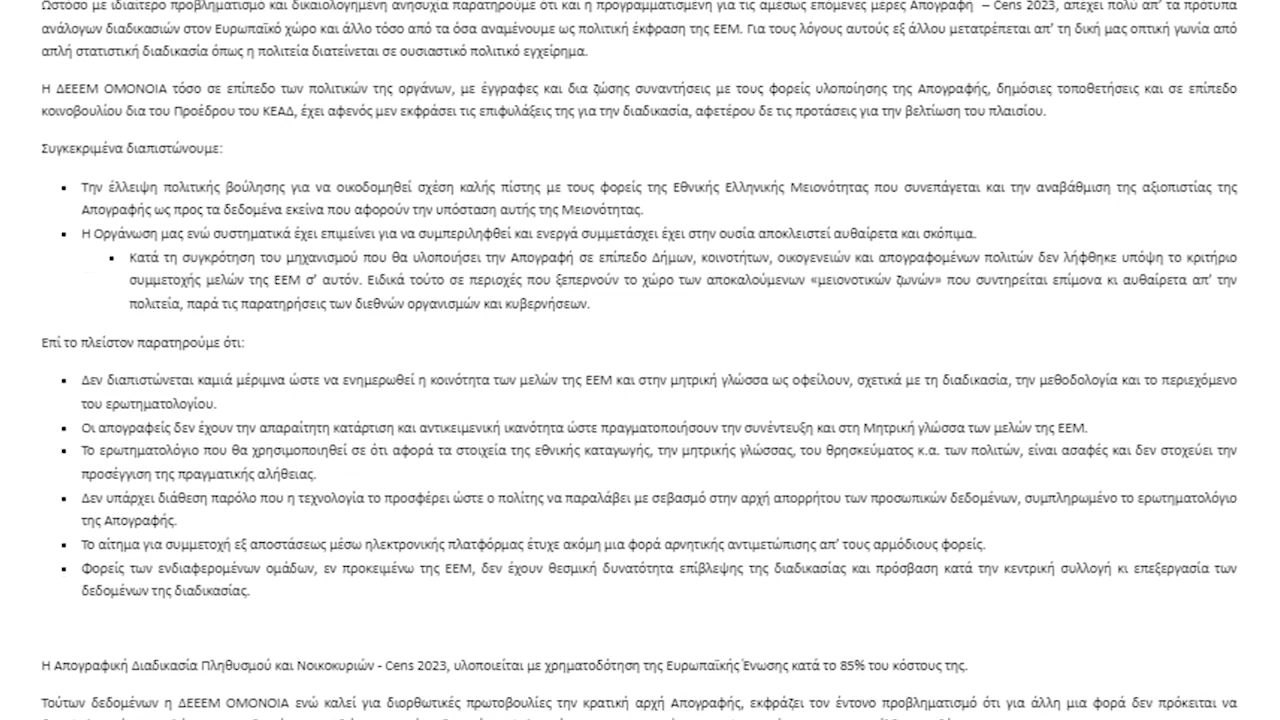 Ωστόσο με ιδιαίτερο προβληματισμό και δικαιολογημένη ανησυχία παρατηρούμε ότι και η προγραμματισμένη για τις αμέσως επόμενες μέρες Απογραφή – Cens 2023, απέχει πολύ απ’ τα πρότυπα
ανάλογων διαδικασιών στον Ευρωπαϊκό χώρο και άλλο τόσο από τα όσα αναμένουμε ως πολιτική έκφραση της ΕΕΜ. Για τους λόγους αυτούς εξ άλλου μετατρέπεται απ’ τη δική μας οπτική γωνία από
απλή στατιστική διαδικασία όπως η πολιτεία διατείνεται σε ουσιαστικό πολιτικό εγχείρημα.
Η ΔΕΕΕΜ ΟΜΟΝΟΙΑ τόσο σε επίπεδο των πολιτικών της οργάνων, με έγγραφες και δια ζώσης συναντήσεις με τους φορείς υλοποίησης της Απογραφής, δημόσιες τοποθετήσεις και σε επίπεδο
κοινοβουλίου δια του Προέδρου του ΚΕΑΔ, έχει αφενός μεν εκφράσει τις επιφυλάξεις της για την διαδικασία, αφετέρου δε τις προτάσεις για την βελτίωση του πλαισίου.
Συγκεκριμένα διαπιστώνουμε:
▪ Την έλλειψη πολιτικής βούλησης για να οικοδομηθεί σχέση καλής πίστης με τους φορείς της Εθνικής Ελληνικής Μειονότητας που συνεπάγεται και την αναβάθμιση της αξιοπιστίας της
Απογραφής ως προς τα δεδομένα εκείνα που αφορούν την υπόσταση αυτής της Μειονότητας.
▪ Η Οργάνωση μας ενώ συστηματικά έχει επιμείνει για να συμπεριληφθεί και ενεργά συμμετάσχει έχει στην ουσία αποκλειστεί αυθαίρετα και σκόπιμα.
▪ Κατά τη συγκρότηση του μηχανισμού που θα υλοποιήσει την Απογραφή σε επίπεδο Δήμων, κοινοτήτων, οικογενειών και απογραφομένων πολιτών δεν λήφθηκε υπόψη το κριτήριο
συμμετοχής μελών της ΕΕΜ σ’ αυτόν. Ειδικά τούτο σε περιοχές που ξεπερνούν το χώρο των αποκαλούμενων «μειονοτικών ζωνών» που συντηρείται επίμονα κι αυθαίρετα απ’ την
πολιτεία, παρά τις παρατηρήσεις των διεθνών οργανισμών και κυβερνήσεων.
Επί το πλείστον παρατηρούμε ότι:
▪ Δεν διαπιστώνεται καμιά μέριμνα ώστε να ενημερωθεί η κοινότητα των μελών της ΕΕΜ και στην μητρική γλώσσα ως οφείλουν, σχετικά με τη διαδικασία, την μεθοδολογία και το περιεχόμενο
του ερωτηματολογίου.
▪ Οι απογραφείς δεν έχουν την απαραίτητη κατάρτιση και αντικειμενική ικανότητα ώστε πραγματοποιήσουν την συνέντευξη και στη Μητρική γλώσσα των μελών της ΕΕΜ.
▪ Το ερωτηματολόγιο που θα χρησιμοποιηθεί σε ότι αφορά τα στοιχεία της εθνικής καταγωγής, την μητρικής γλώσσας, του θρησκεύματος κ.α. των πολιτών, είναι ασαφές και δεν στοχεύει την
προσέγγιση της πραγματικής αλήθειας.
▪ Δεν υπάρχει διάθεση παρόλο που η τεχνολογία το προσφέρει ώστε ο πολίτης να παραλάβει με σεβασμό στην αρχή απορρήτου των προσωπικών δεδομένων, συμπληρωμένο το ερωτηματολόγιο
της Απογραφής.
▪ Το αίτημα για συμμετοχή εξ αποστάσεως μέσω ηλεκτρονικής πλατφόρμας έτυχε ακόμη μια φορά αρνητικής αντιμετώπισης απ’ τους αρμόδιους φορείς.
▪ Φορείς των ενδιαφερομένων ομάδων, εν προκειμένω της ΕΕΜ, δεν έχουν θεσμική δυνατότητα επίβλεψης της διαδικασίας και πρόσβαση κατά την κεντρική συλλογή κι επεξεργασία των
δεδομένων της διαδικασίας.
Η Απογραφική Διαδικασία Πληθυσμού και Νοικοκυριών - Cens 2023, υλοποιείται με χρηματοδότηση της Ευρωπαϊκής Ένωσης κατά το 85% του κόστους της.
Τούτων δεδομένων η ΔΕΕΕΜ ΟΜΟΝΟΙΑ ενώ καλεί για διορθωτικές πρωτοβουλίες την κρατική αρχή Απογραφής, εκφράζει τον έντονο προβληματισμό ότι για άλλη μια φορά δεν πρόκειται να